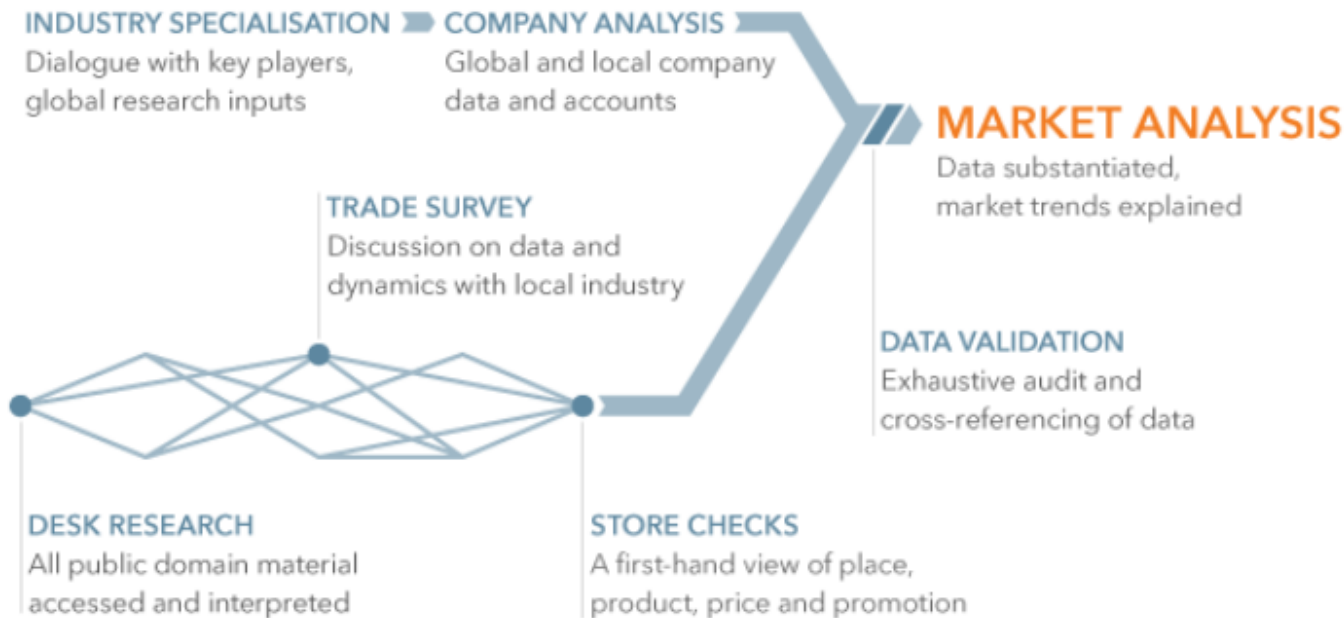 INDUSTRY SPECIALISATION
Dialogue with key players,
global research inputs
COMPANY ANALYSIS
Global and local company
data and accounts
MARKET ANALYSIS
Data substantiated,
market trends explained
TRADE SURVEY
Discussion on data and
dynamics with local industry
DATA VALIDATION
Exhaustive audit and
cross-referencing of data
DESK RESEARCH
All public domain material
accessed and interpreted
STORE CHECKS
A first-hand view of place,
product, price and promotion